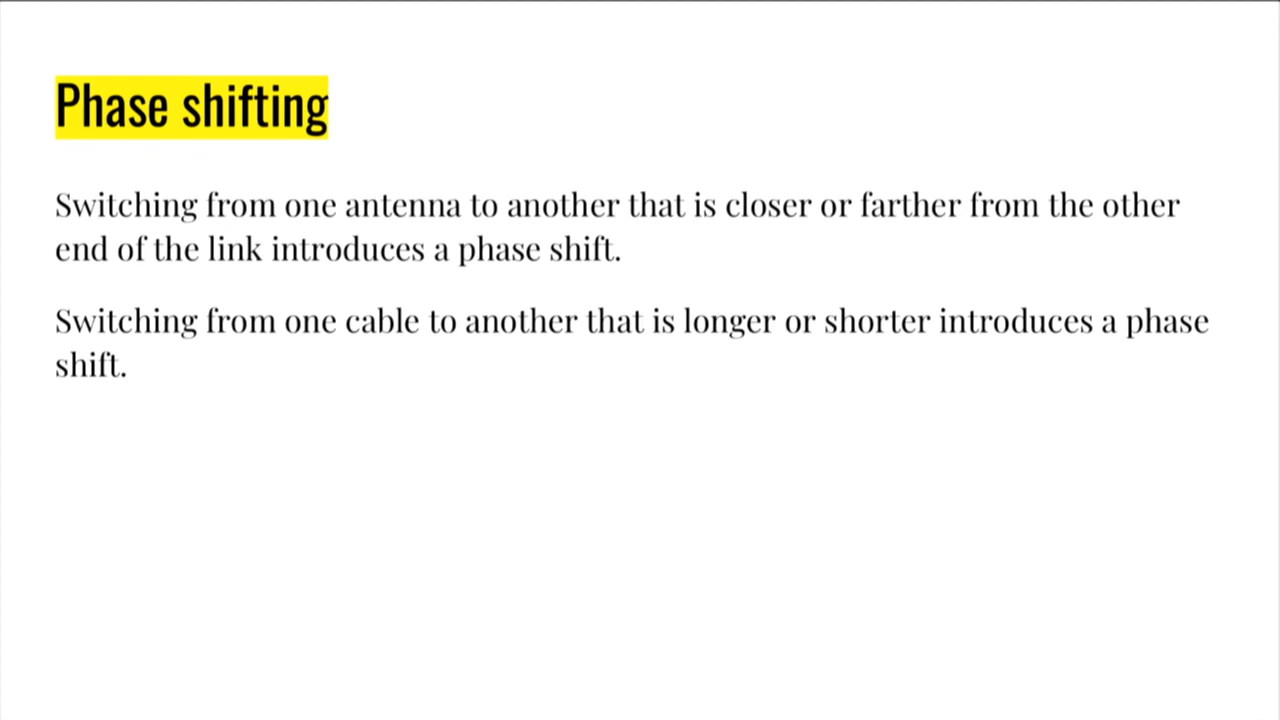 Phase shifting
Switching from one antenna to another that is closer or farther from the other
end of the link introduces a phase shift.
Switching from one cable to another that is longer or shorter introduces a phase
shift.